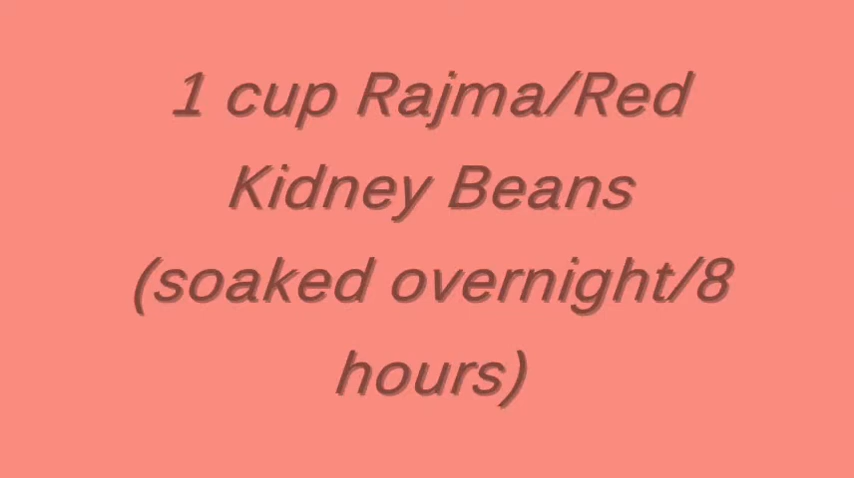 1 cup Rajma/Red
Kidney Beans
(soaked overnight/8
hours)